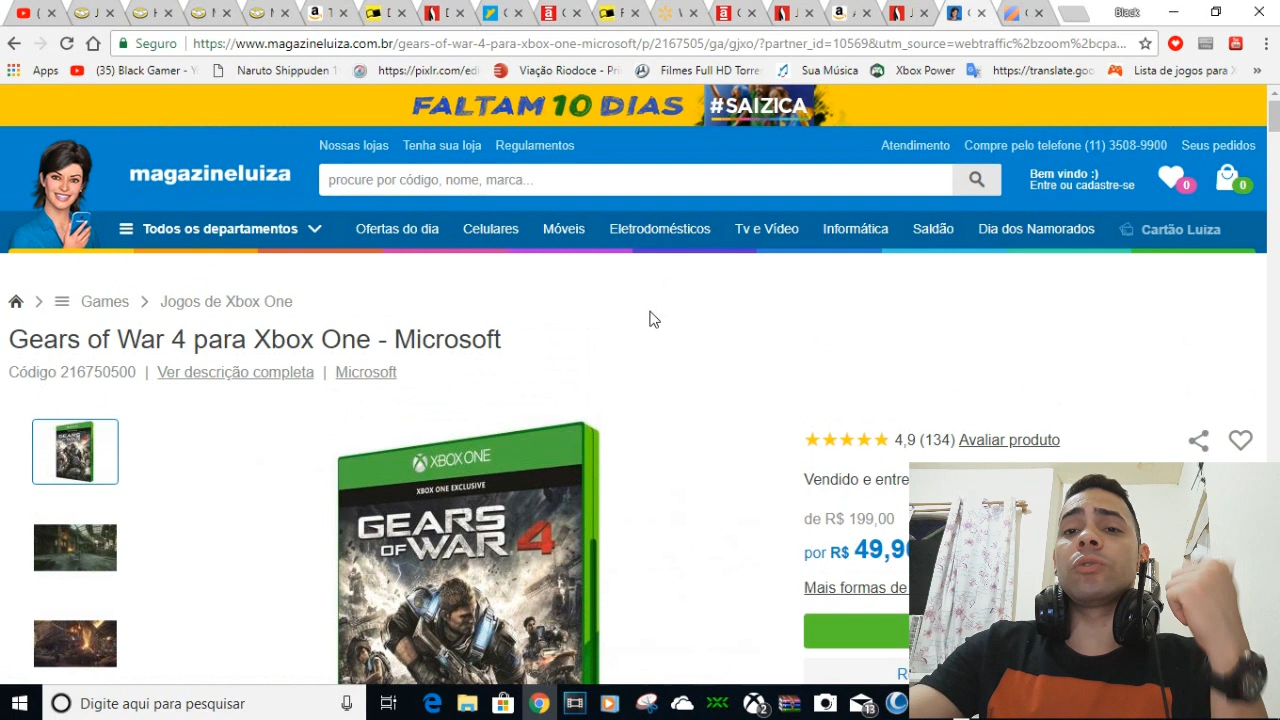 Black
Seguro
https://www.magazineluiza.com.br/gears-of-war-4-para-xbox-one-microsoft/p/2167505/ga/gjxo/?partner_id=10569&utm_source=webtraffic%2bzoom%2bcpa...
Apps
(35) Black Gamer - Y
Naruto Shippuden
https://pixlr.com/edi
Viação Riodoce - Pri
Filmes Full HD Torre
Sua Música
Xbox Power
https://translate.goo
Lista de jogos para X
FALTAM 10 DIAS #SAIZICA
Nossas lojas Tenha sua loja Regulamentos
Atendimento Compre pelo telefone (11) 3508-9900 Seus pedidos
magazineluiza
procure por código, nome, marca...
Bem vindo :)
Entre ou cadastre-se
0
0
Todos os departamentos Ofertas do dia Celulares Móveis Eletrodomésticos Tv e Vídeo Informática Saldão Dia dos Namorados Cartão Luiza
Games Jogos de Xbox One
Gears of War 4 para Xbox One - Microsoft
Código 216750500 | Ver descrição completa | Microsoft
XBOX ONE
XBOX ONE EXCLUSIVE
GEARS OF WAR 4
4,9 (134) Avaliar produto
Vendido e entre
de R$ 199,00
por R$ 49,90
Mais formas de
Digite aqui para pesquisar
2
13